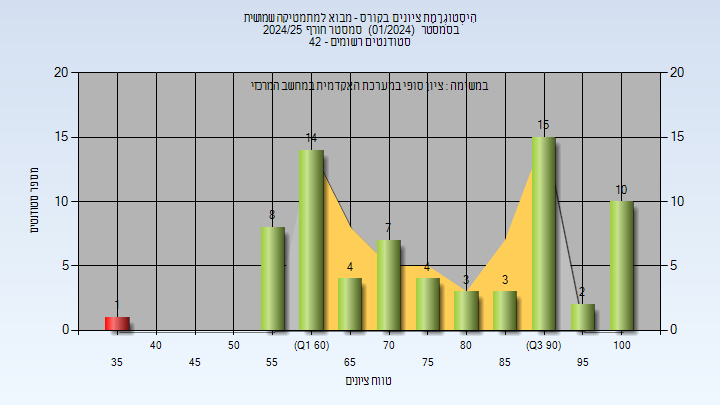 היסטוגרמת ציונים בקורס - מבוא למתמטיקה שמושית
בסמסטר (01/2024) סמסטר חורף 2024/25
סטודנטים רשומים - 42
במשימה : ציון סופי במערכת האקדמית במחשב המרכזי
20 20
15 15
10 10
5 5
0 0
1 8 14 4 7 4 3 3 15 2 10
מספר סטודנטים
40 50 (Q1 60) 70 80 (Q3 90) 100
35 45 55 65 75 85 95
טווח ציונים